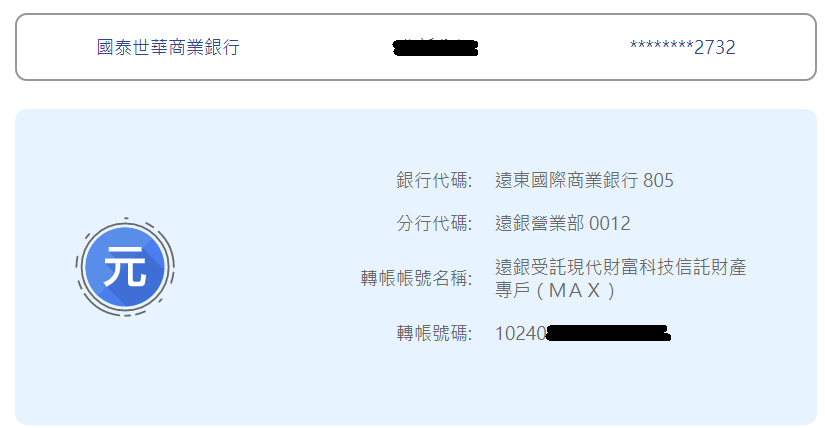 國泰世華商業銀行 ********2732
銀行代碼: 遠東國際商業銀行 805
分行代碼: 遠銀營業部 0012
元
轉帳帳號名稱: 遠銀受託現代財富科技信託財產
專戶（ＭＡＸ）
轉帳號碼: 10240